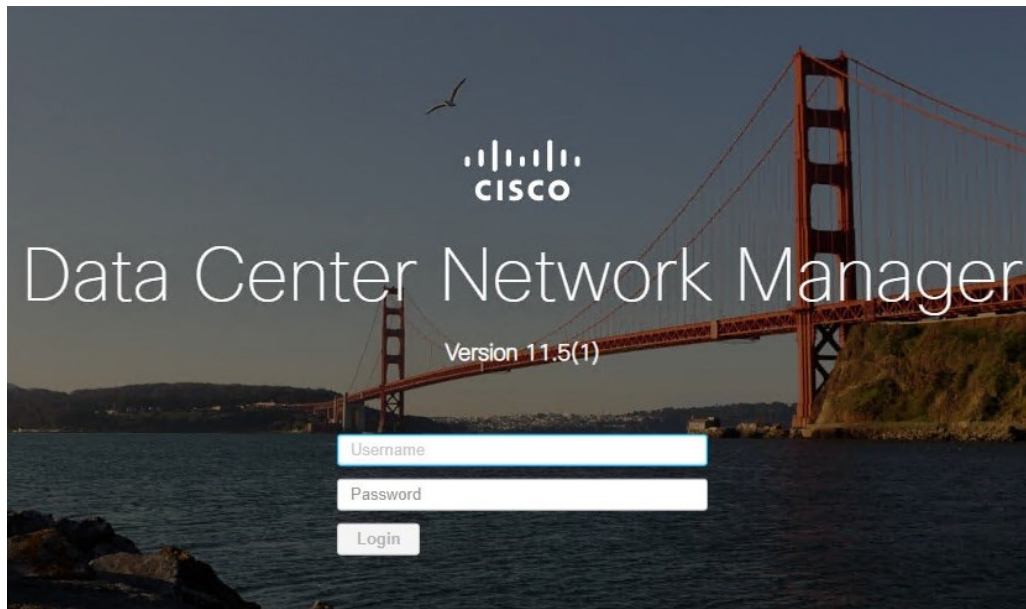 CISCO
Data Center Network Manager
Version 11.5(1)
Username
Password
Login